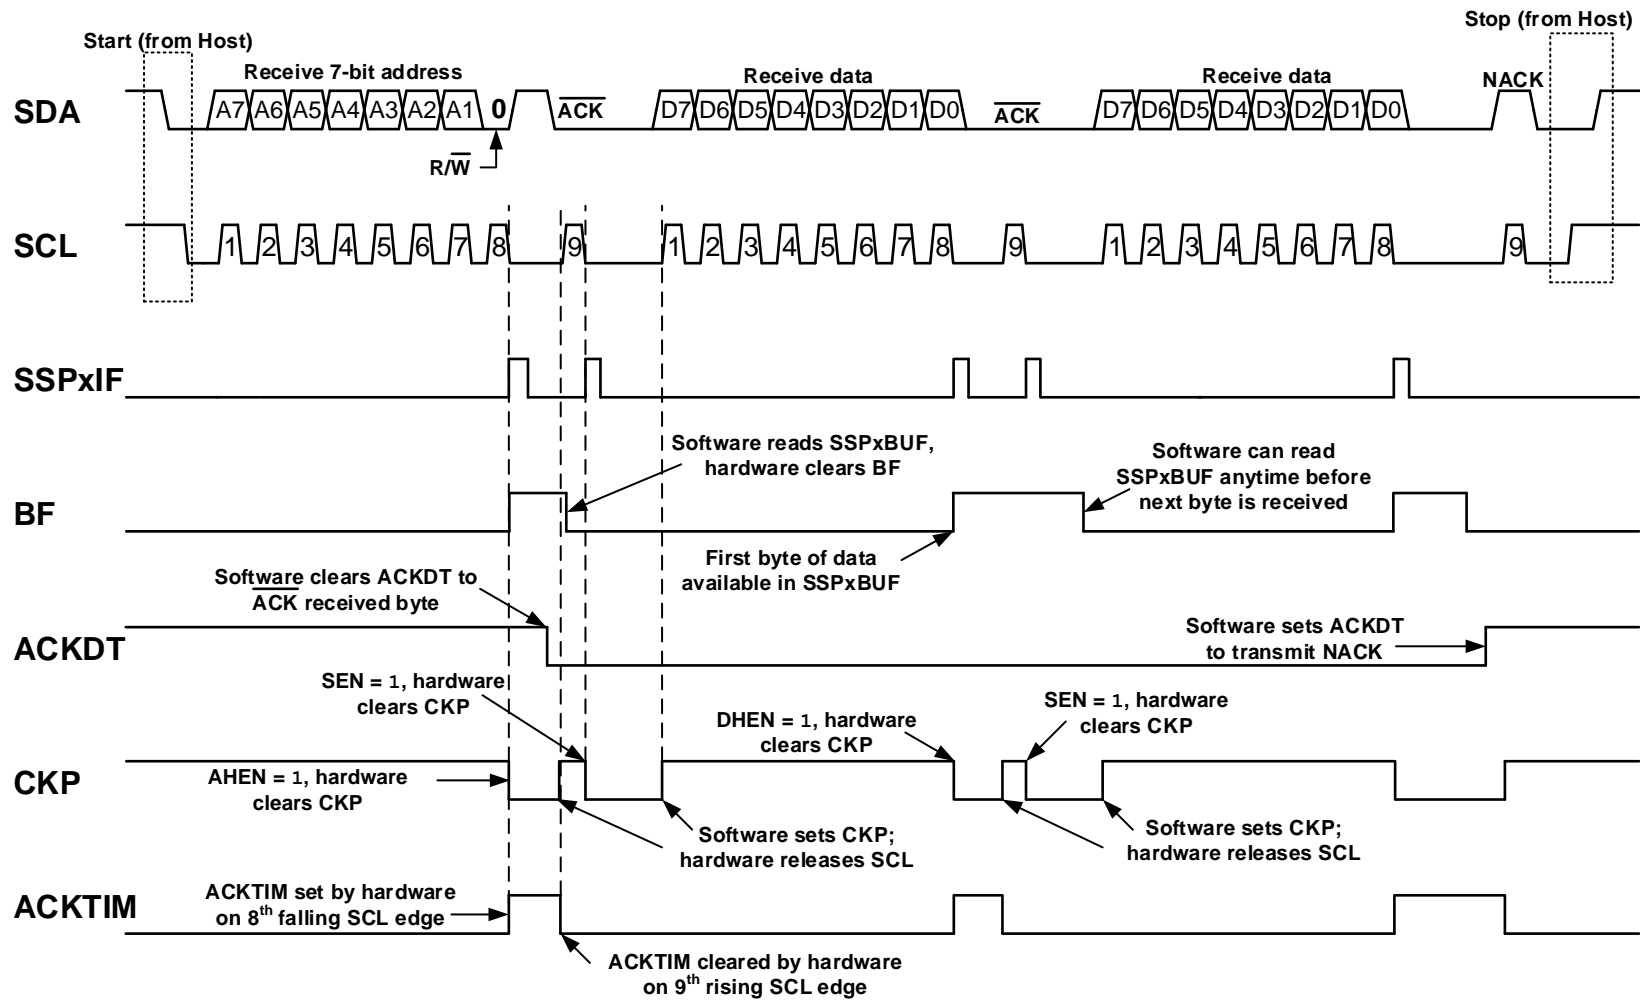 Stop (from Host)
Start (from Host)
Receive 7-bit address
Receive data
Receive data
NACK
SDA
A7 A6 A5 A4 A3 A2 A1 0 ACK D7 D6 D5 D4 D3 D2 D1 D0 ACK D7 D6 D5 D4 D3 D2 D1 D0
R/W
SCL
1 2 3 4 5 6 7 8 9 1 2 3 4 5 6 7 8 9 1 2 3 4 5 6 7 8 9
SSPxIF
Software reads SSPxBUF,
hardware clears BF
Software can read
SSPxBUF anytime before
next byte is received
BF
First byte of data
available in SSPxBUF
Software clears ACKDT to
ACK received byte
ACKDT
Software sets ACKDT
to transmit NACK
SEN = 1, hardware
clears CKP
DHEN = 1, hardware
clears CKP
SEN = 1, hardware
clears CKP
CKP
AHEN = 1, hardware
clears CKP
Software sets CKP;
hardware releases SCL
Software sets CKP;
hardware releases SCL
ACKTIM
ACKTIM set by hardware
on 8th falling SCL edge
ACKTIM cleared by hardware
on 9th rising SCL edge